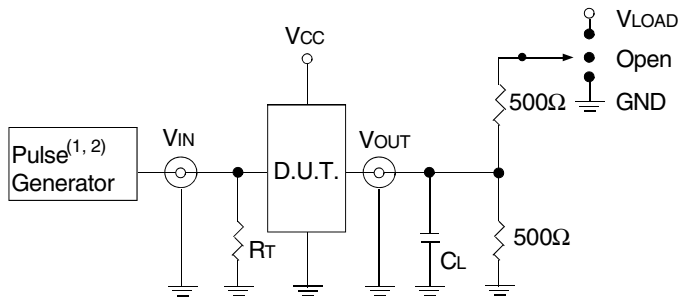 VLOAD
VCC
Open
500Ω
GND
VIN
VOUT
Pulse(1, 2)
Generator
D.U.T.
RT
CL
500Ω